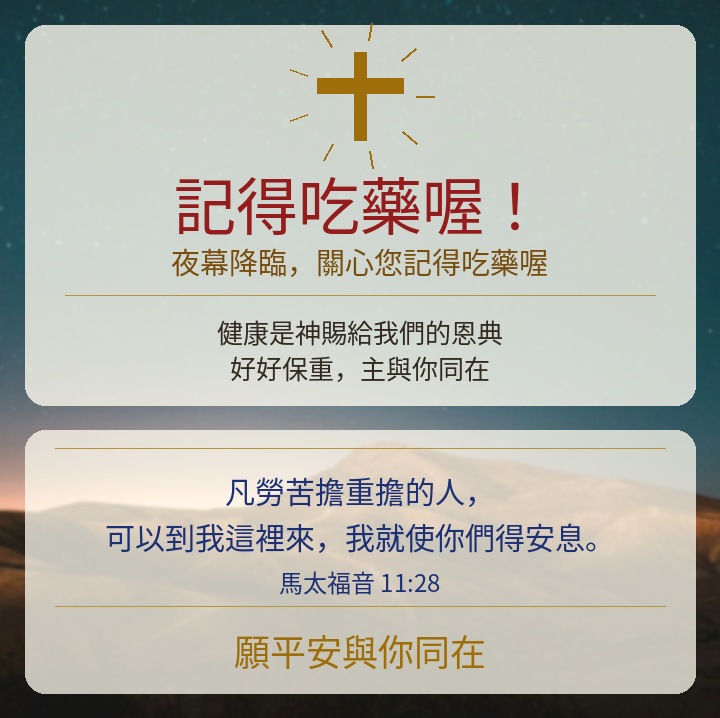 記得吃藥喔！
夜幕降臨，關心您記得吃藥喔
健康是神賜給我們的恩典
好好保重，主與你同在
凡勞苦擔重擔的人，
可以到我這裡來，我就使你們得安息。
馬太福音 11:28
願平安與你同在